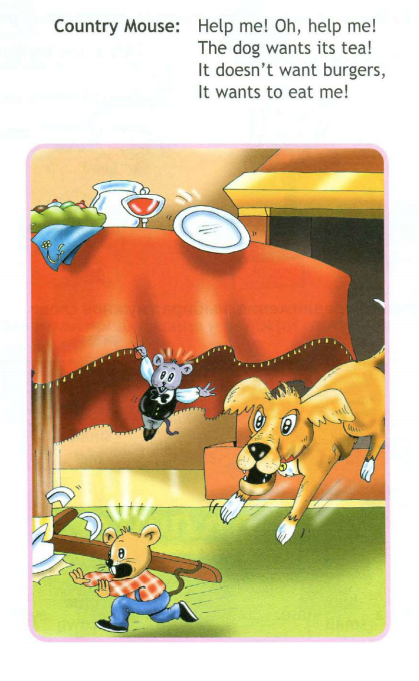 Country Mouse: Help me! Oh, help me!
The dog wants its tea!
It doesn't want burgers,
It wants to eat me!